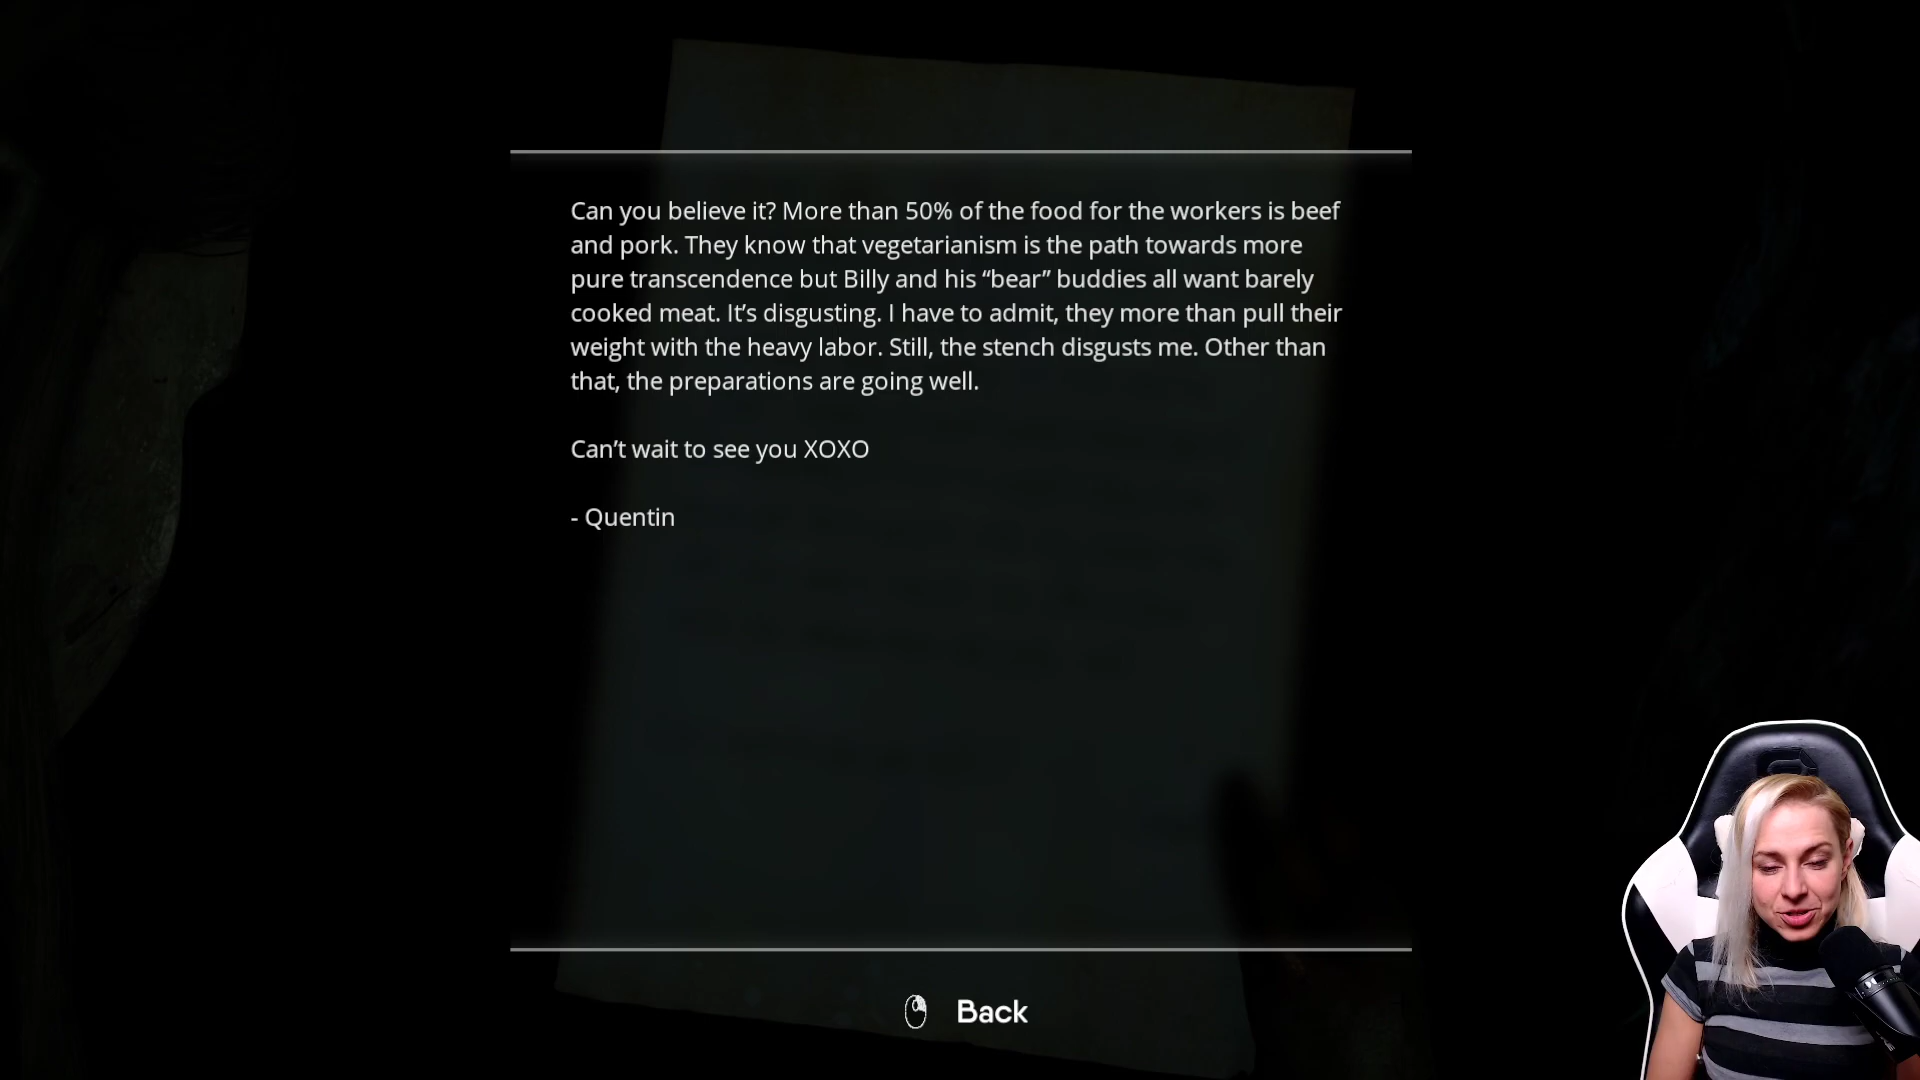 Can you believe it? More than 50% of the food for the workers is beef
and pork. They know that vegetarianism is the path towards more
pure transcendence but Billy and his “bear” buddies all want barely
cooked meat. It’s disgusting. I have to admit, they more than pull their
weight with the heavy labor. Still, the stench disgusts me. Other than
that, the preparations are going well.
Can’t wait to see you XOXO
- Quentin
Back